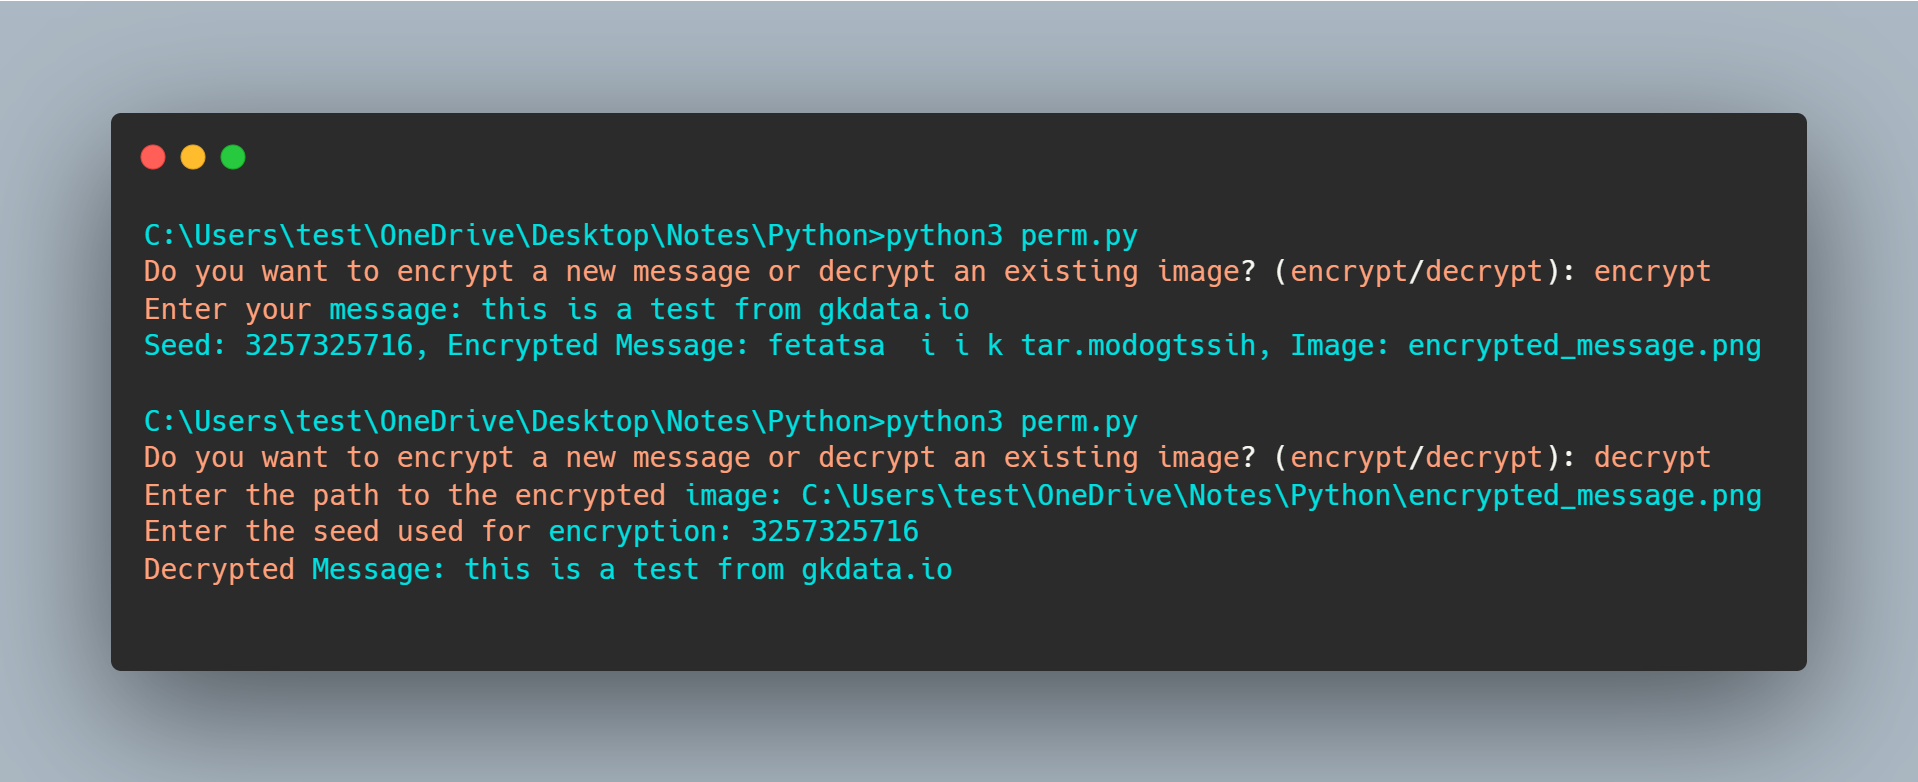 C:\Users\test\OneDrive\Desktop\Notes\Python>python3 perm.py
Do you want to encrypt a new message or decrypt an existing image? (encrypt/decrypt): encrypt
Enter your message: this is a test from gkdata.io
Seed: 3257325716, Encrypted Message: fetatsa  i i k tar.modogtssih, Image: encrypted_message.png
C:\Users\test\OneDrive\Desktop\Notes\Python>python3 perm.py
Do you want to encrypt a new message or decrypt an existing image? (encrypt/decrypt): decrypt
Enter the path to the encrypted image: C:\Users\test\OneDrive\Notes\Python\encrypted_message.png
Enter the seed used for encryption: 3257325716
Decrypted Message: this is a test from gkdata.io